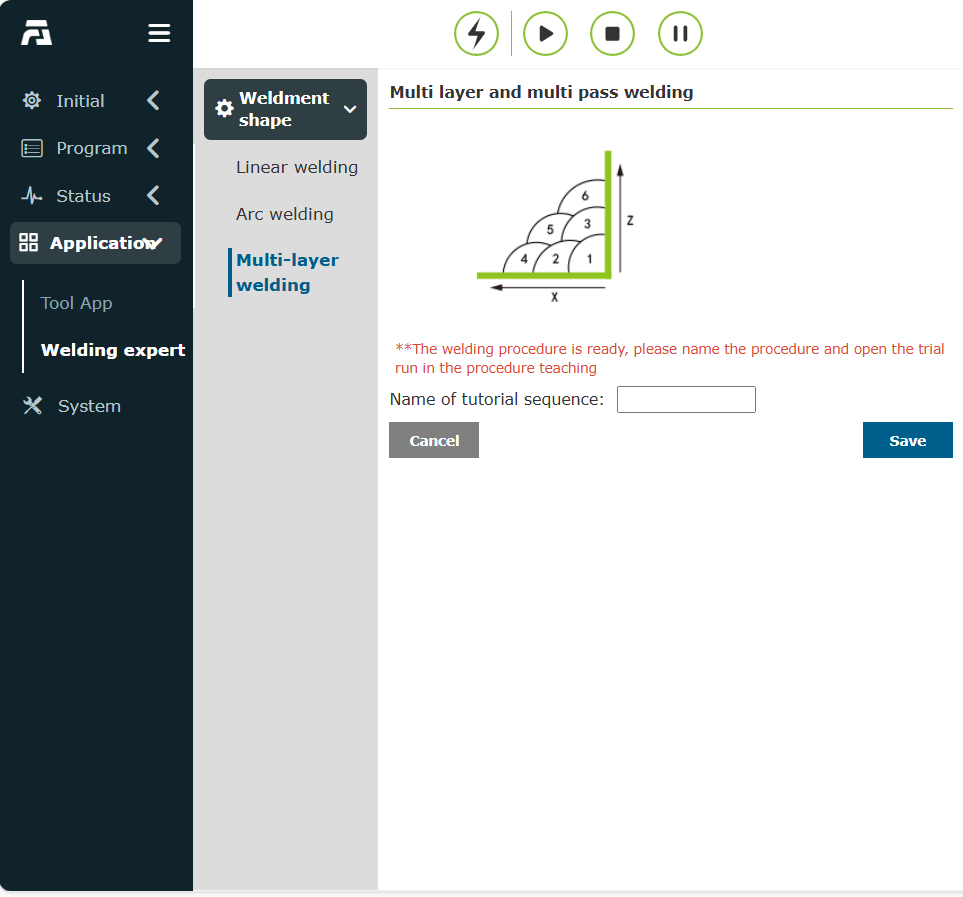 Initial
Program
Status
Application
Tool App
Welding expert
System
Weldment
shape
Linear welding
Arc welding
Multi-layer
welding
Multi layer and multi pass welding
6
5 3
4 2 1
Z
X
**The welding procedure is ready, please name the procedure and open the trial
run in the procedure teaching
Name of tutorial sequence:
Cancel
Save